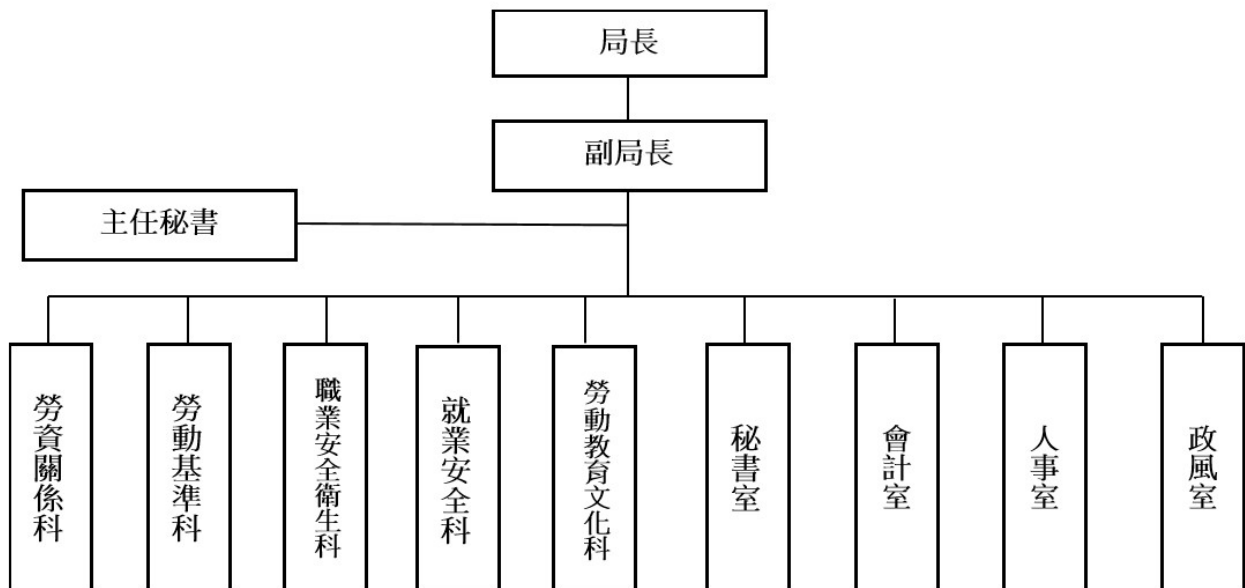 局長
副局長
主任秘書
勞資關係科
勞動基準科
職業安全衛生科
就業安全科
勞動教育文化科
秘書室
會計室
人事室
政風室